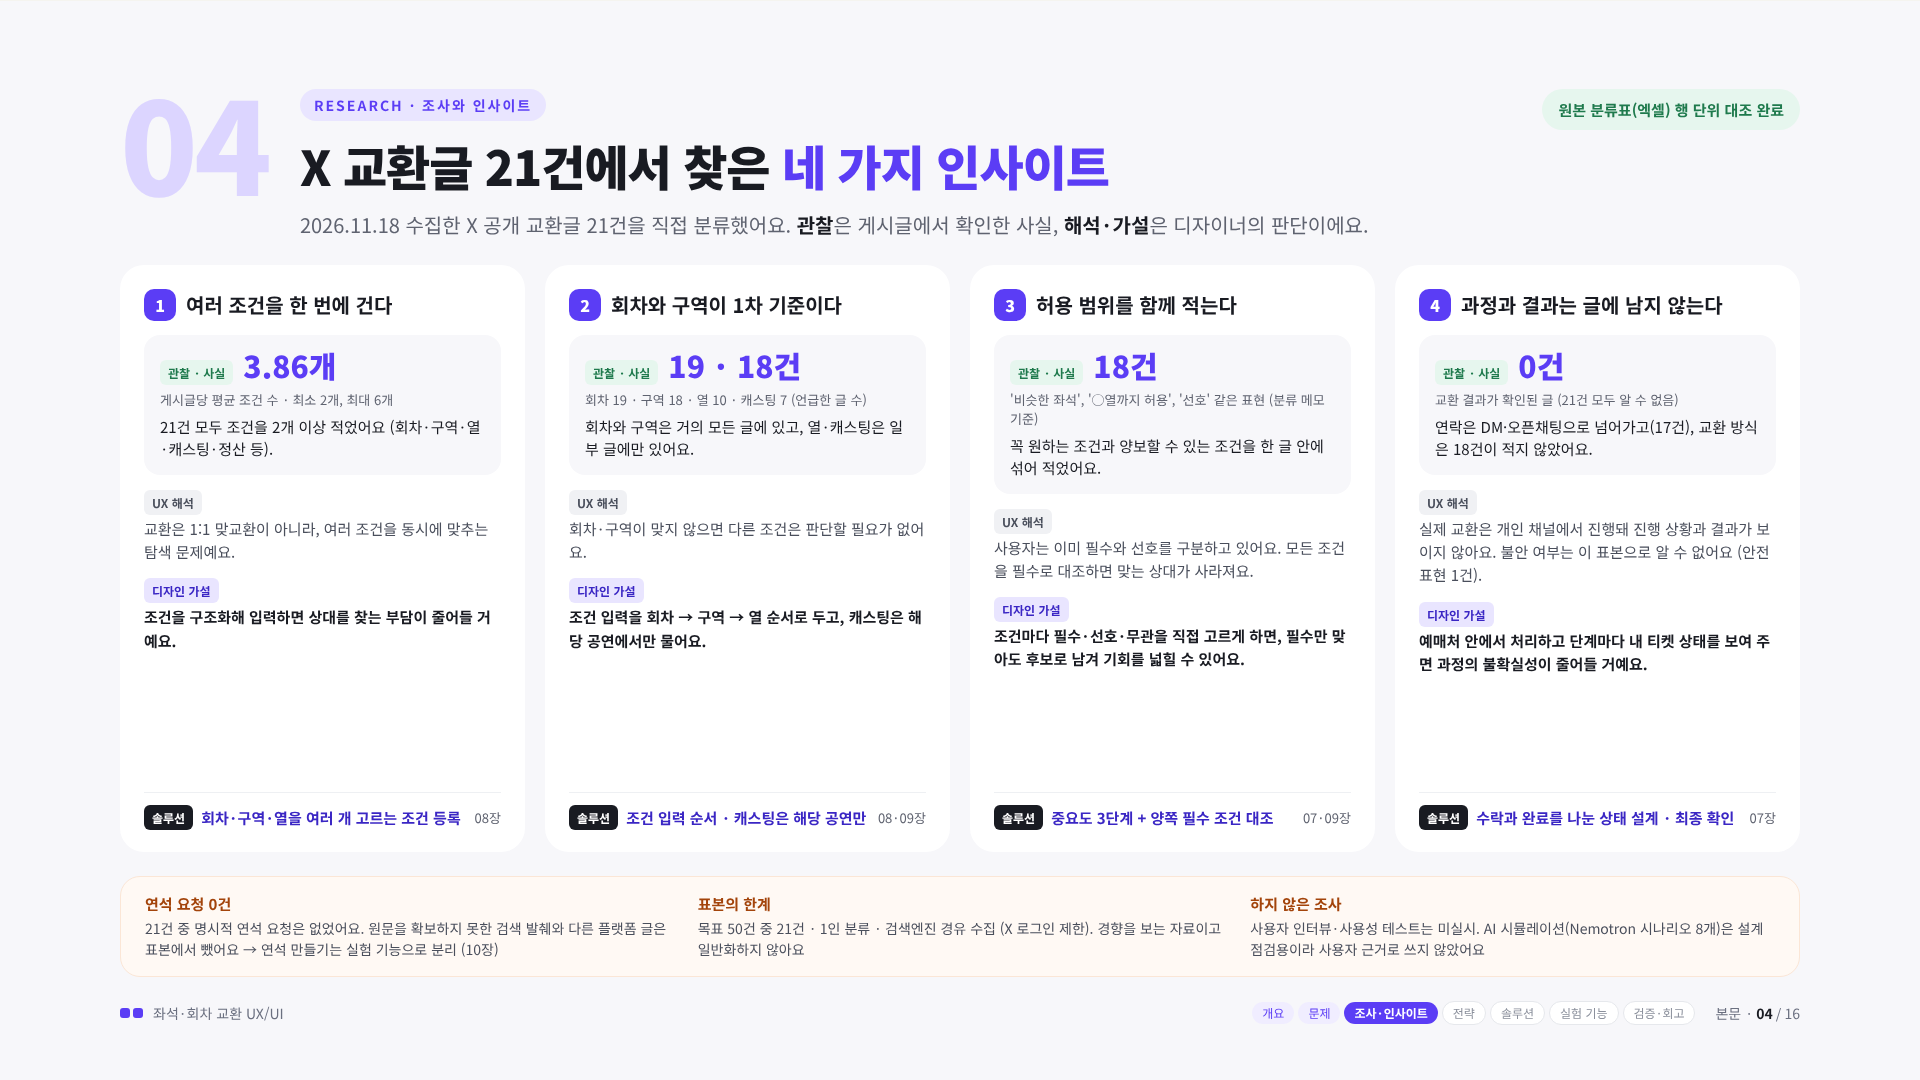 04
RESEARCH · 조사와 인사이트
원본 분류표(엑셀) 행 단위 대조 완료
X 교환글 21건에서 찾은 네 가지 인사이트
2026.11.18 수집한 X 공개 교환글 21건을 직접 분류했어요. 관찰은 게시글에서 확인한 사실, 해석·가설은 디자이너의 판단이에요.
1 여러 조건을 한 번에 건다
관찰 · 사실 3.86개
게시글당 평균 조건 수 · 최소 2개, 최대 6개
21건 모두 조건을 2개 이상 적었어요 (회차·구역·열
·캐스팅·정산 등).
UX 해석
교환은 1:1 맞교환이 아니라, 여러 조건을 동시에 맞추는
탐색 문제예요.
디자인 가설
조건을 구조화해 입력하면 상대를 찾는 부담이 줄어들 거
예요.
솔루션 회차·구역·열을 여러 개 고르는 조건 등록 08장
2 회차와 구역이 1차 기준이다
관찰 · 사실 19 · 18건
회차 19 · 구역 18 · 열 10 · 캐스팅 7 (언급한 글 수)
회차와 구역은 거의 모든 글에 있고, 열·캐스팅은 일
부 글에만 있어요.
UX 해석
회차·구역이 맞지 않으면 다른 조건은 판단할 필요가 없어
요.
디자인 가설
조건 입력을 회차 → 구역 → 열 순서로 두고, 캐스팅은 해
당 공연에서만 물어요.
솔루션 조건 입력 순서 · 캐스팅은 해당 공연만 08·09장
3 허용 범위를 함께 적는다
관찰 · 사실 18건
'비슷한 좌석', '○열까지 허용', '선호' 같은 표현 (분류 메모
기준)
꼭 원하는 조건과 양보할 수 있는 조건을 한 글 안에
섞어 적었어요.
UX 해석
사용자는 이미 필수와 선호를 구분하고 있어요. 모든 조건
을 필수로 대조하면 맞는 상대가 사라져요.
디자인 가설
조건마다 필수·선호·무관을 직접 고르게 하면, 필수만 맞
아도 후보로 남겨 기회를 넓힐 수 있어요.
솔루션 중요도 3단계 + 양쪽 필수 조건 대조 07·09장
4 과정과 결과는 글에 남지 않는다
관찰 · 사실 0건
교환 결과가 확인된 글 (21건 모두 알 수 없음)
연락은 DM·오픈채팅으로 넘어가고(17건), 교환 방식
은 18건이 적지 않았어요.
UX 해석
실제 교환은 개인 채널에서 진행돼 진행 상황과 결과가 보
이지 않아요. 불안 여부는 이 표본으로 알 수 없어요 (안전
표현 1건).
디자인 가설
예매처 안에서 처리하고 단계마다 내 티켓 상태를 보여 주
면 과정의 불확실성이 줄어들 거예요.
솔루션 수락과 완료를 나눈 상태 설계 · 최종 확인 07장
연석 요청 0건
21건 중 명시적 연석 요청은 없었어요. 원문을 확보하지 못한 검색 발췌와 다른 플랫폼 글은
표본에서 뺐어요 → 연석 만들기는 실험 기능으로 분리 (10장)
표본의 한계
목표 50건 중 21건 · 1인 분류 · 검색엔진 경유 수집 (X 로그인 제한). 경향을 보는 자료이고
일반화하지 않아요
하지 않은 조사
사용자 인터뷰·사용성 테스트는 미실시. AI 시뮬레이션(Nemotron 시나리오 8개)은 설계
점검용이라 사용자 근거로 쓰지 않았어요
좌석·회차 교환 UX/UI
개요 문제 조사·인사이트 전략 솔루션 실험 기능 검증·회고 본문 · 04 / 16